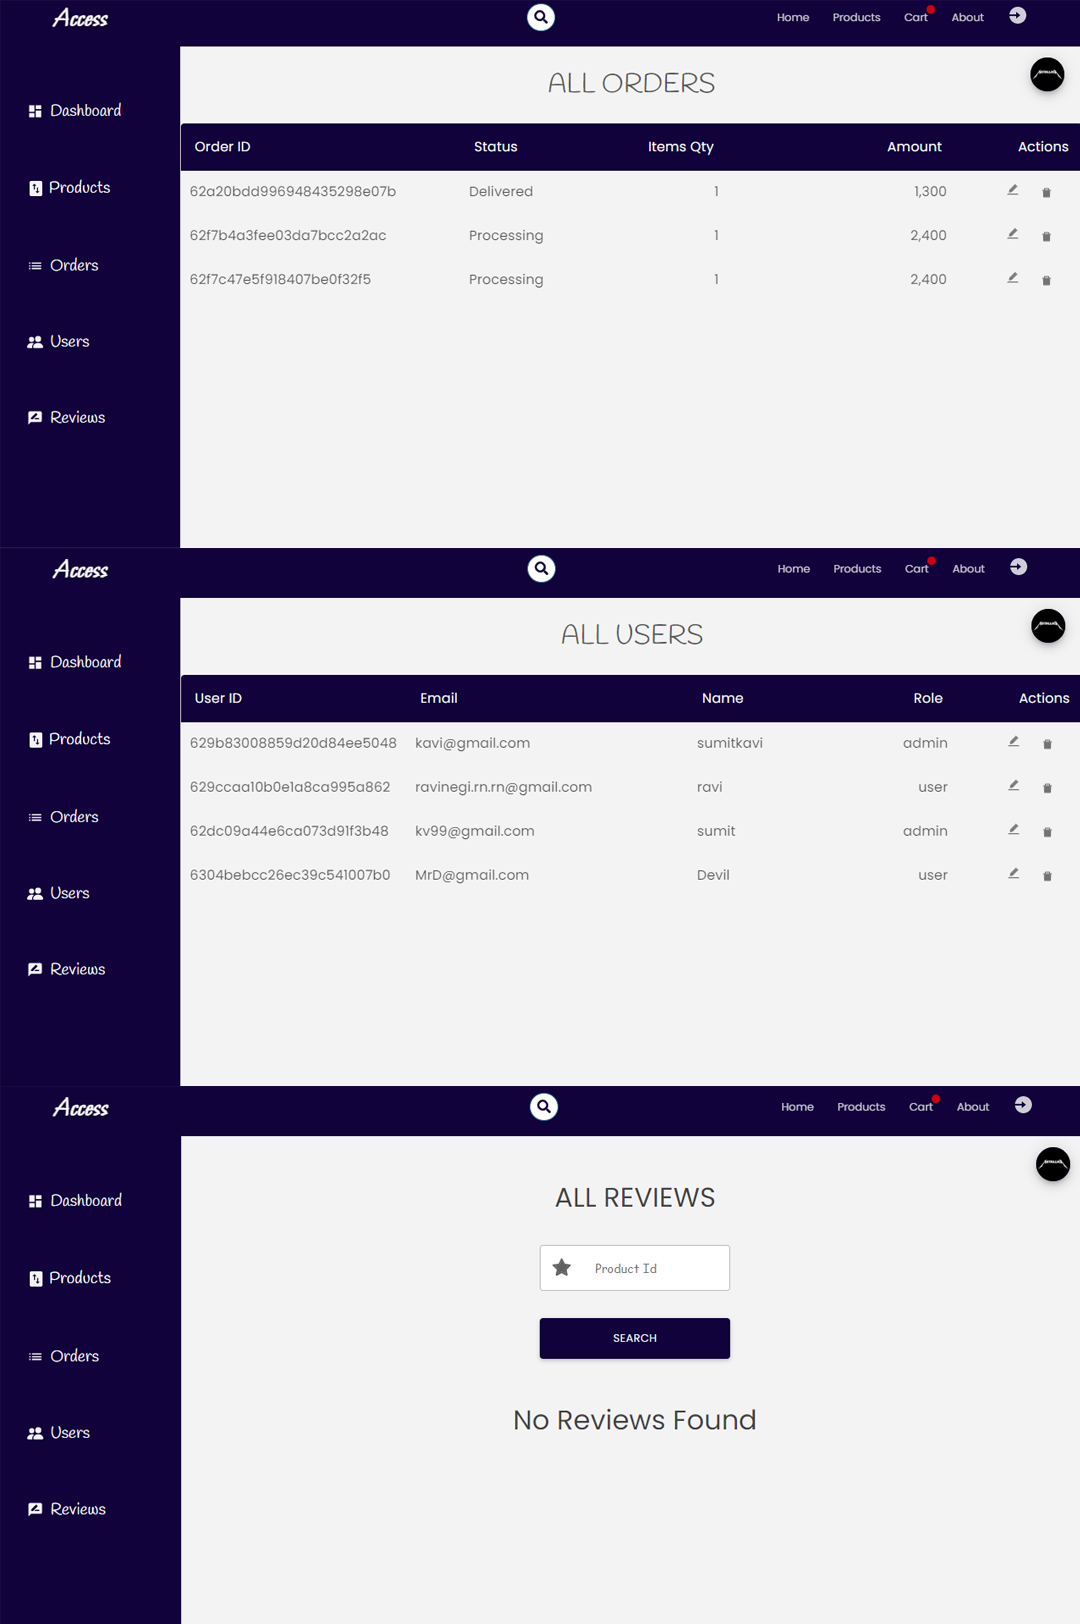 Access Home Products Cart About
ALL ORDERS
Dashboard
Products
Orders
Users
Reviews
Order ID Status Items Qty Amount Actions
62a20bdd996948435298e07b Delivered 1 1,300
62f7b4a3fee03da7bcc2a2ac Processing 1 2,400
62f7c47e5f918407be0f32f5 Processing 1 2,400
Access Home Products Cart About
ALL USERS
Dashboard
Products
Orders
Users
Reviews
User ID Email Name Role Actions
629b83008859d20d84ee5048 kavi@gmail.com sumitkavi admin
629ccaa10b0e1a8ca995a862 ravinegi.rn.rn@gmail.com ravi user
62dc09a44e6ca073d91f3b48 kv99@gmail.com sumit admin
6304bebcc26ec39c541007b0 MrD@gmail.com Devil user
Access Home Products Cart About
Dashboard
Products
Orders
Users
Reviews
ALL REVIEWS
Product Id
SEARCH
No Reviews Found